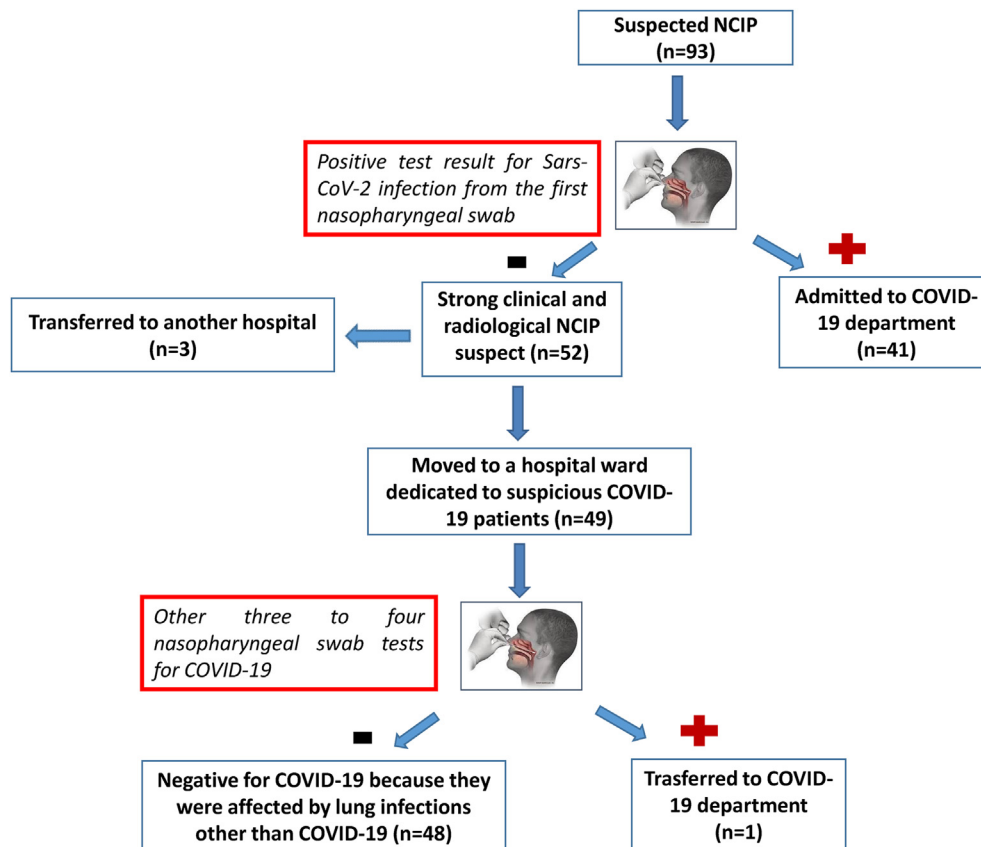 Suspected NCIP
(n=93)
Positive test result for Sars-
CoV-2 infection from the first
nasopharyngeal swab
Strong clinical and
radiological NCIP
suspect (n=52)
Admitted to COVID-
19 department
(n=41)
Transferred to another hospital
(n=3)
Moved to a hospital ward
dedicated to suspicious COVID-
19 patients (n=49)
Other three to four
nasopharyngeal swab tests
for COVID-19
Negative for COVID-19 because they
were affected by lung infections
other than COVID-19 (n=48)
Trasferred to COVID-
19 department
(n=1)